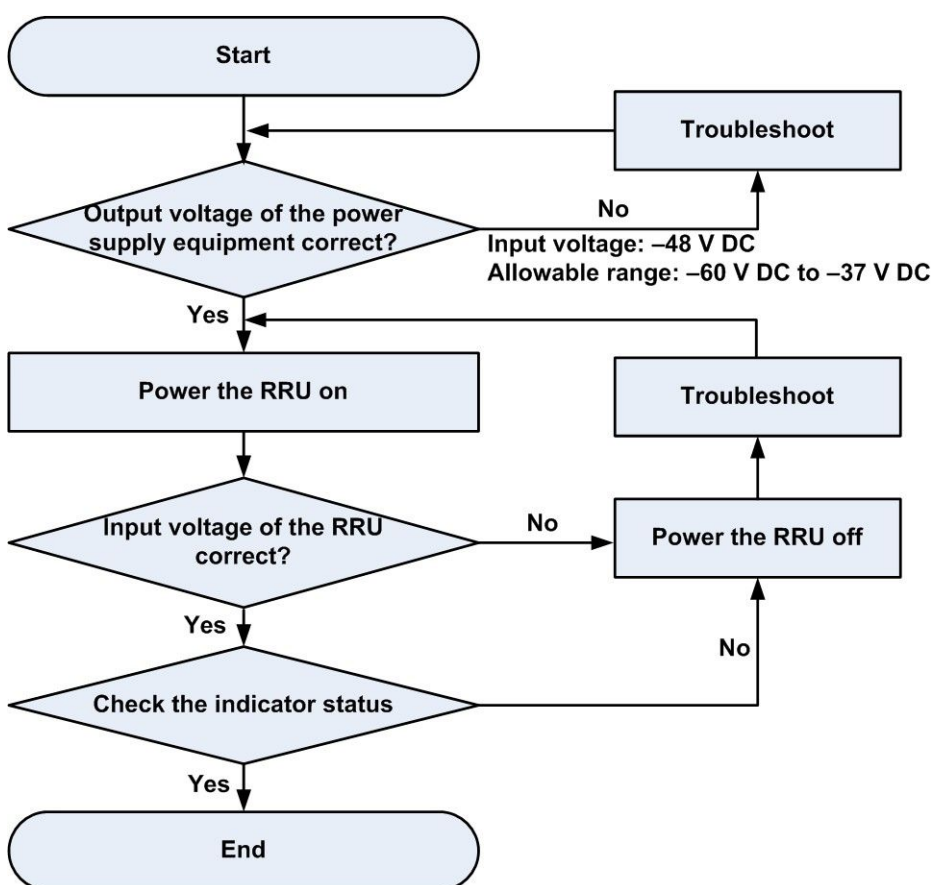 Start
Troubleshoot
Output voltage of the power
supply equipment correct?
No
Input voltage: –48 V DC
Allowable range: –60 V DC to –37 V DC
Yes
Power the RRU on
Troubleshoot
Input voltage of the RRU
correct?
No
Power the RRU off
Yes
No
Check the indicator status
Yes
End